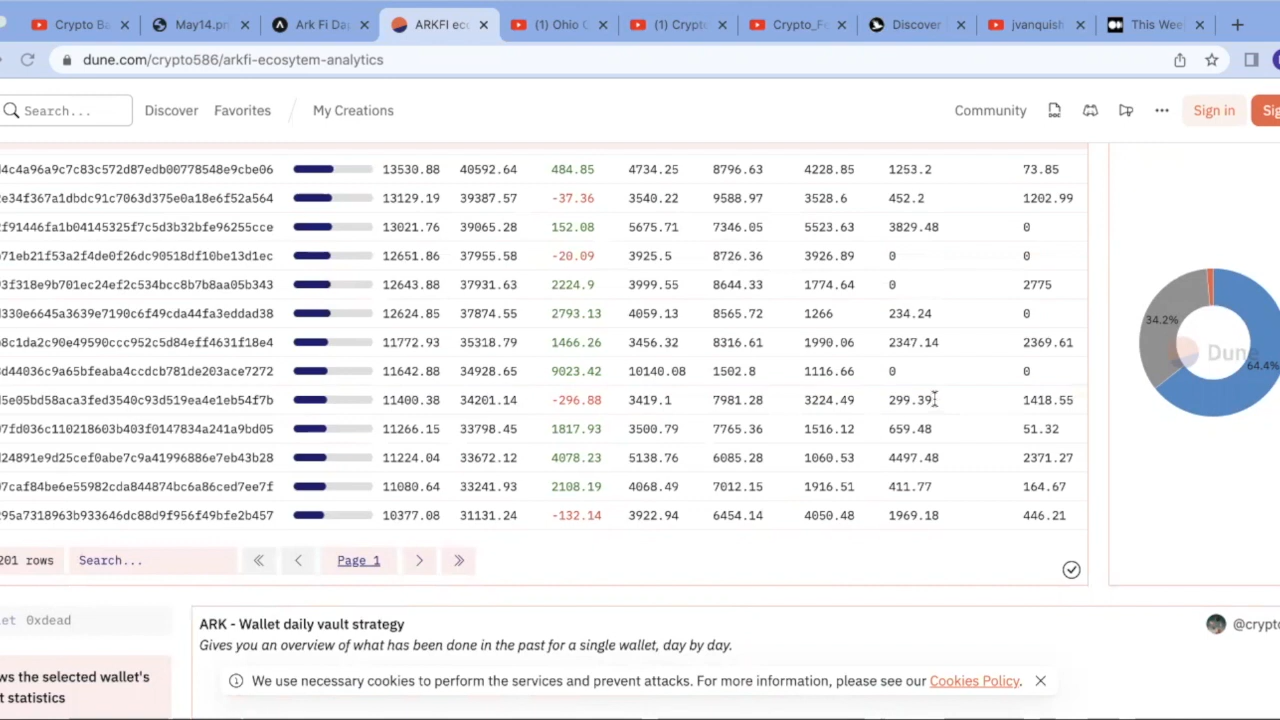 Crypto Ba May14.pn Ark Fi Da ARKFI eco (1) Ohio ( (1) Crypt Crypto_F Discover jvanquish This Wee
dune.com/crypto586/arkfi-ecosytem-analytics
Search... Discover Favorites My Creations Community DOC Sign in Sig
4c4a96a9c7c83c572d87edb00778548e9cbe06 13530.88 40592.64 484.85 4734.25 8796.63 4228.85 1253.2 73.85
e34f367a1dbdc91c7063d375e0a18e6f52a564 13129.19 39387.57 -37.36 3540.22 9588.97 3528.6 452.2 1202.99
f91446fa1b04145325f7c5d3b32bfe96255cce 13021.76 39065.28 152.08 5675.71 7346.05 5523.63 3829.48 0
71eb21f53a2f4de0f26dc90518df10be13d1ec 12651.86 37955.58 -20.09 3925.5 8726.36 3926.89 0 0
3f318e9b701ec24ef2c534bcc8b7b8aa05b343 12643.88 37931.63 2224.9 3999.55 8644.33 1774.64 0 2775
330e6645a3639e7190c6f49cda44fa3eddad38 12624.85 37874.55 2793.13 4059.13 8565.72 1266 234.24 0
8c1da2c90e49590ccc952c5d84eff4631f18e4 11772.93 35318.79 1466.26 3456.32 8316.61 1990.06 2347.14 2369.61
d44036c9a65bfeaba4ccdcb781de203ace7272 11642.88 34928.65 9023.42 10140.08 1502.8 1116.66 0 0
5e05bd58aca3fed3540c93d519ea4e1eb54f7b 11400.38 34201.14 -296.88 3419.1 7981.28 3224.49 299.39 1418.55
7fd036c110218603b403f0147834a241a9bd05 11266.15 33798.45 1817.93 3500.79 7765.36 1516.12 659.48 51.32
24891e9d25cef0abe7c9a41996886e7eb43b28 11224.04 33672.12 4078.23 5138.76 6085.28 1060.53 4497.48 2371.27
7caf84be6e55982cda844874bc6a86ced7ee7f 11080.64 33241.93 2108.19 4068.49 7012.15 1916.51 411.77 164.67
95a7318963b933646dc88d9f956f49bfe2b457 10377.08 31131.24 -132.14 3922.94 6454.14 4050.48 1969.18 446.21
34.2%
Dune
64.4%
201 rows Search... Page 1
et 0xdead
ARK - Wallet daily vault strategy
@crypto
Gives you an overview of what has been done in the past for a single wallet, day by day.
ws the selected wallet's
t statistics
We use necessary cookies to perform the services and prevent attacks. For more information, please see our Cookies Policy.